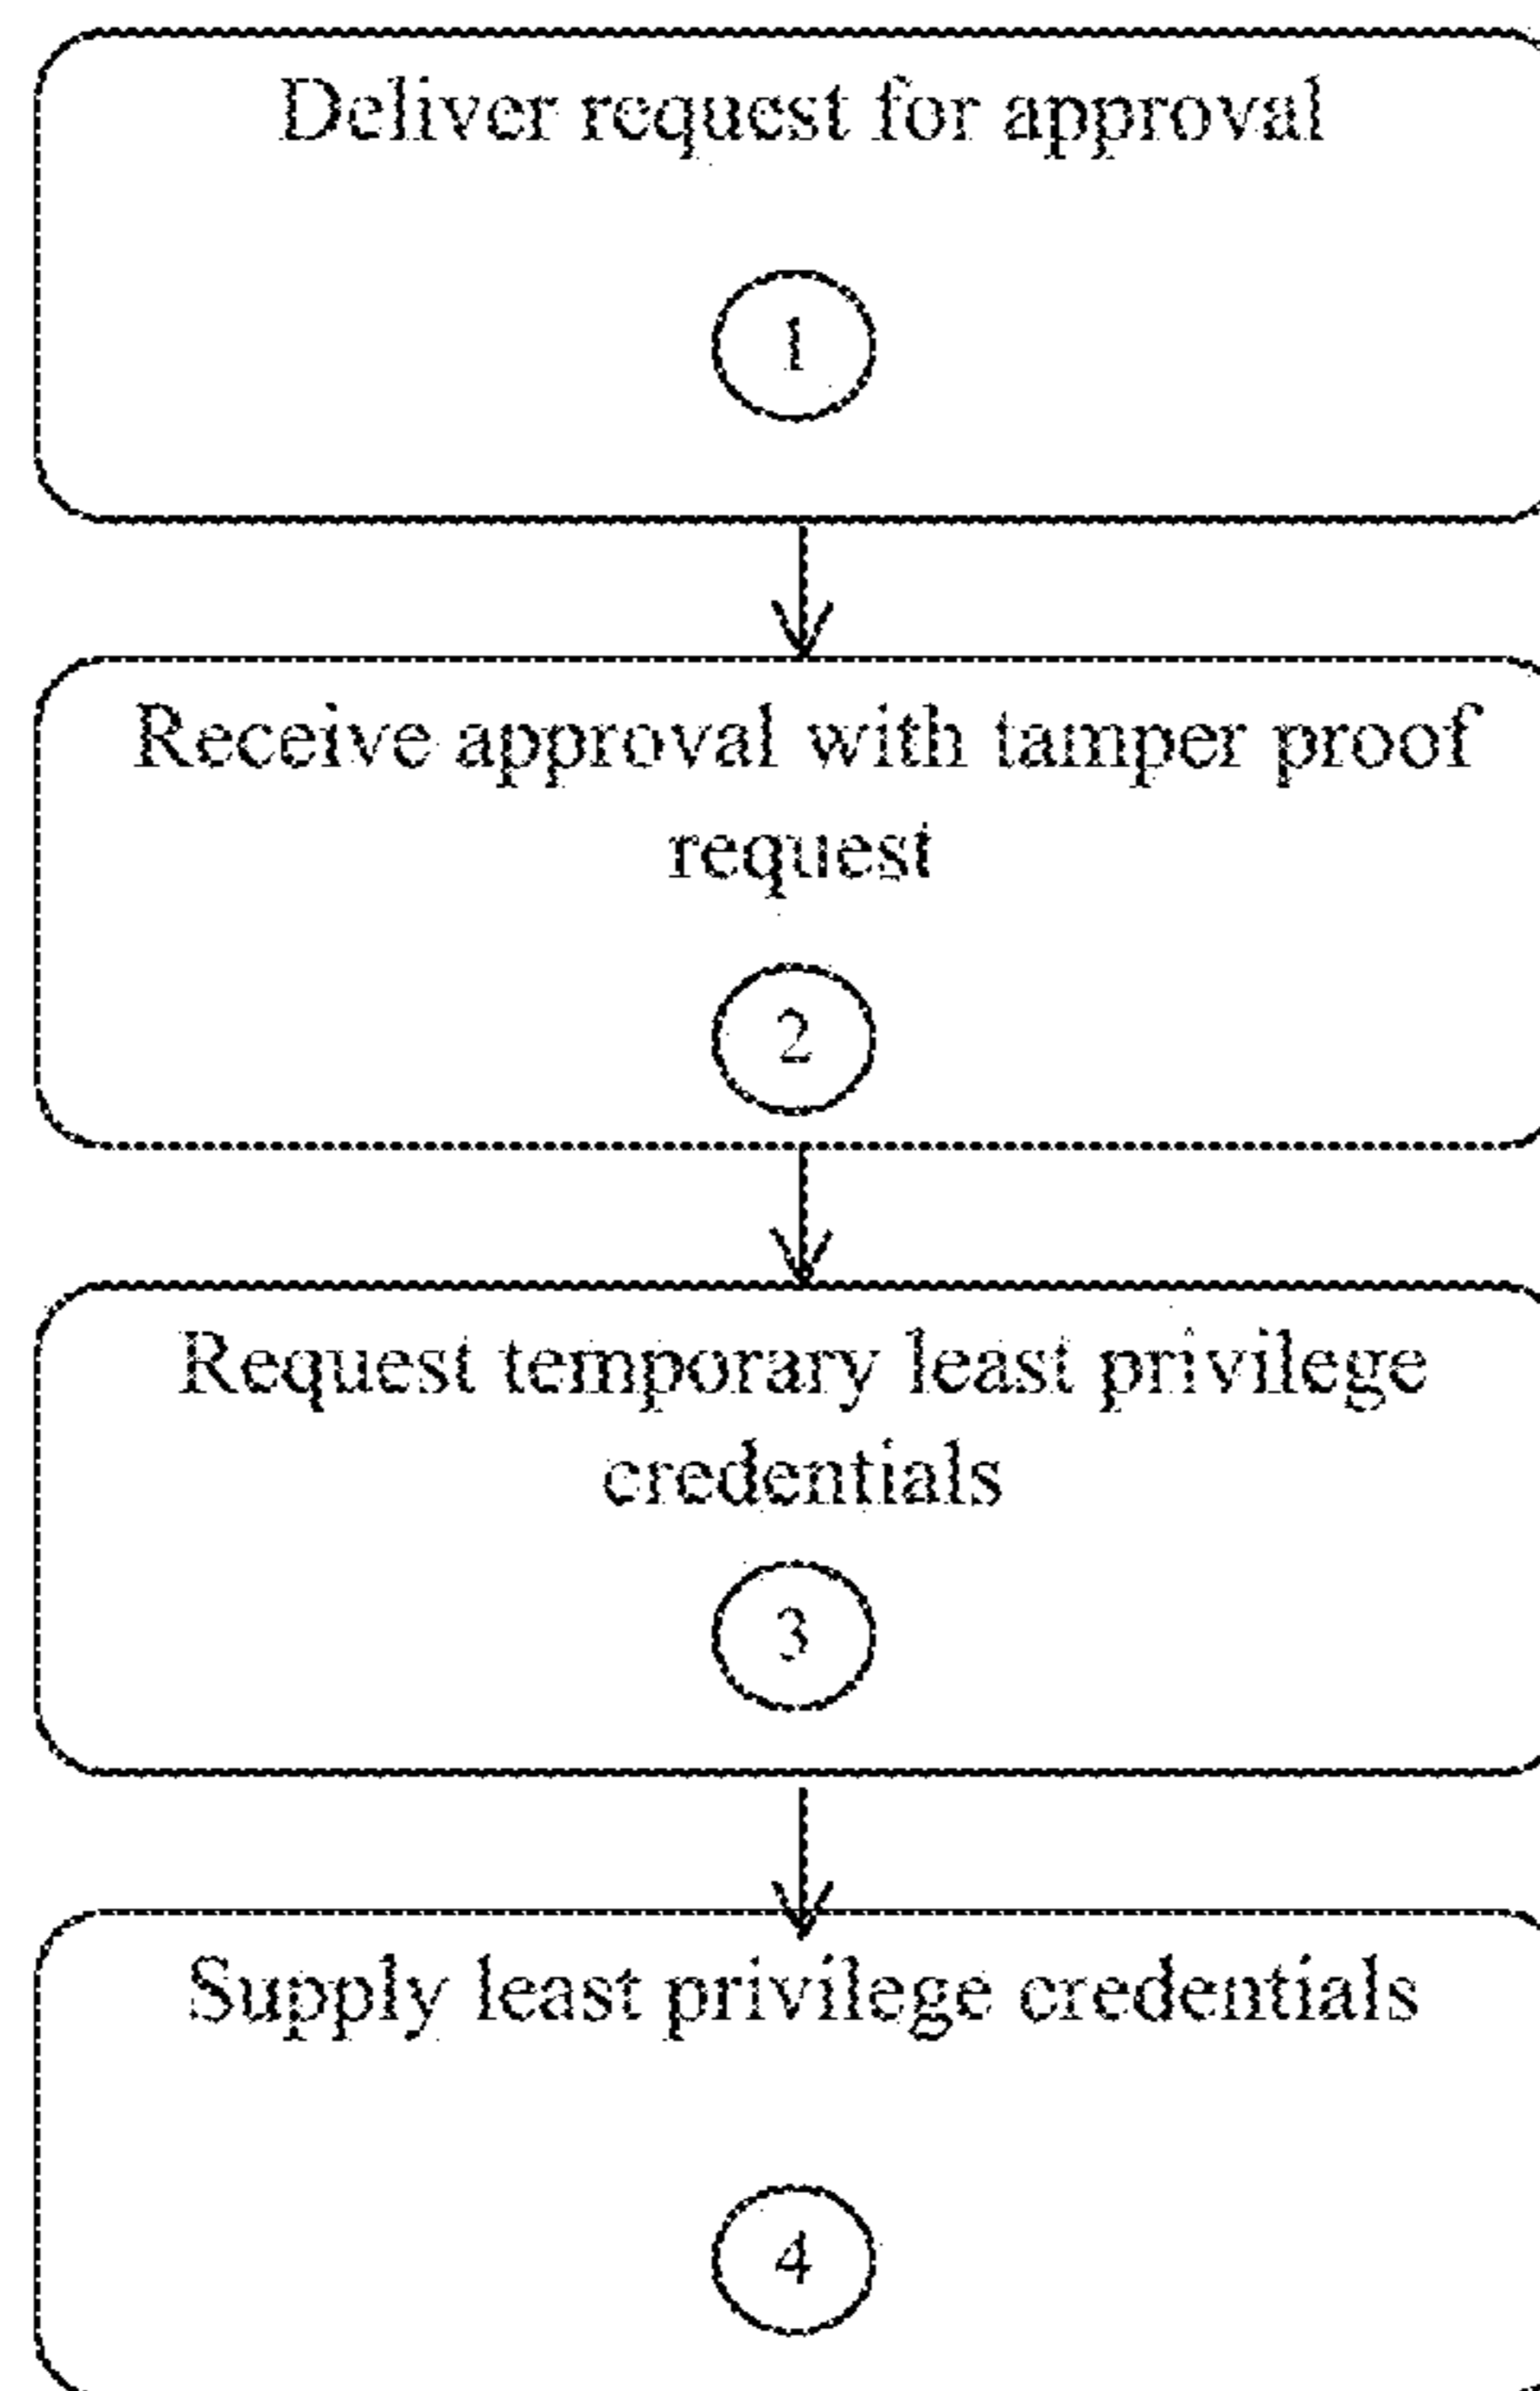 Deliver request for approval
1
Receive approval with tamper proof
request
2
Request temporary least privilege
credentials
3
Supply least privilege credentials
4